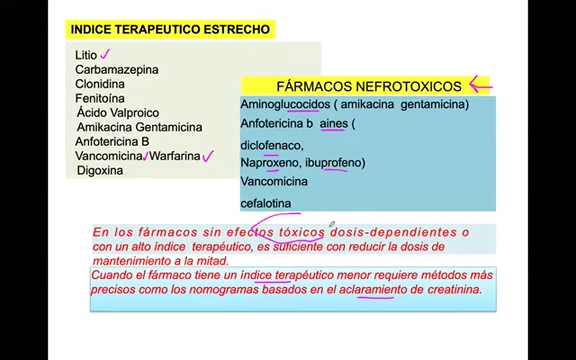 INDICE TERAPEUTICO ESTRECHO
Litio
Carbamazepina
Clonidina
Fenitoína
Ácido Valproico
Amikacina Gentamicina
Anfotericina B
Vancomicina Warfarina
Digoxina
FÁRMACOS NEFROTOXICOS
Aminoglucocidos ( amikacina gentamicina)
Anfotericina b aines (
diclofenaco,
Naproxeno, ibuprofeno)
Vancomicina
cefalotina
En los fármacos sin efectos tóxicos dosis-dependientes o
con un alto índice terapéutico, es suficiente con reducir la dosis de
mantenimiento a la mitad.
Cuando el fármaco tiene un índice terapéutico menor requiere métodos más
precisos como los nomogramas basados en el aclaramiento de creatinina.